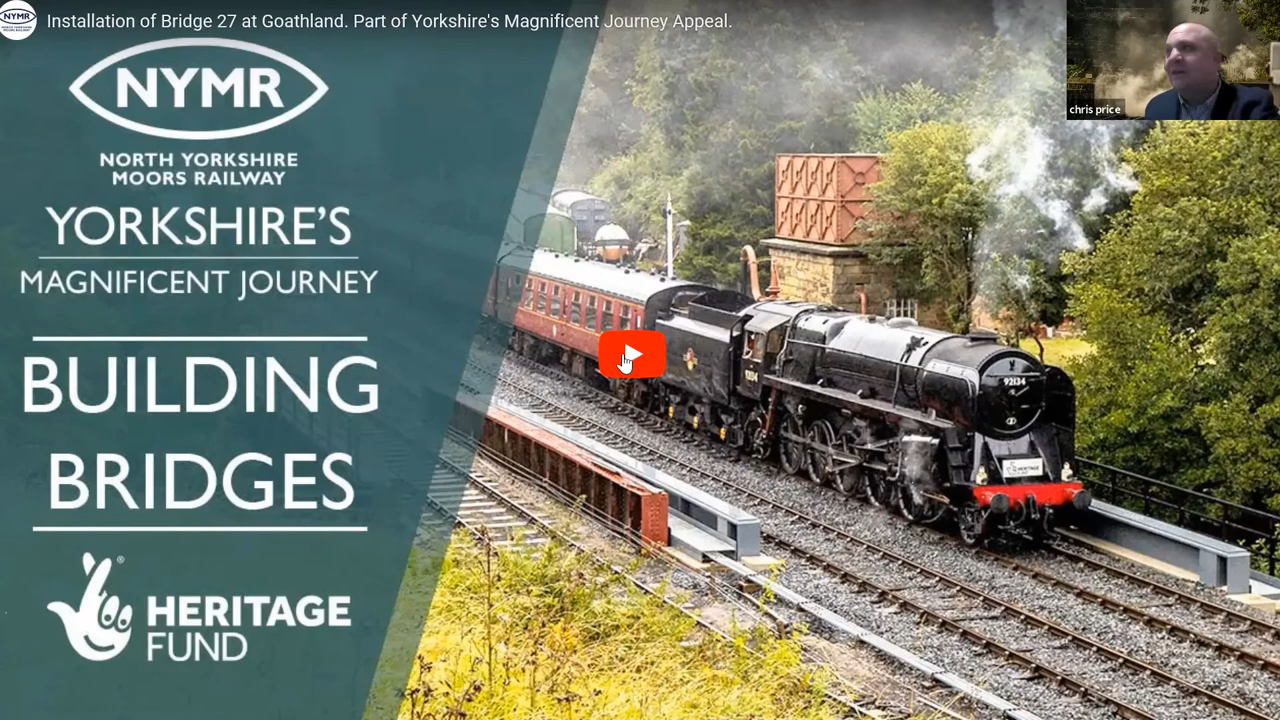 Installation of Bridge 27 at Goathland. Part of Yorkshire's Magnificent Journey Appeal.
chris price
NYMR
NORTH YORKSHIRE
MOORS RAILWAY
YORKSHIRE'S
MAGNIFICENT JOURNEY
BUILDING
BRIDGES
HERITAGE
FUND
92134
HERITAGE